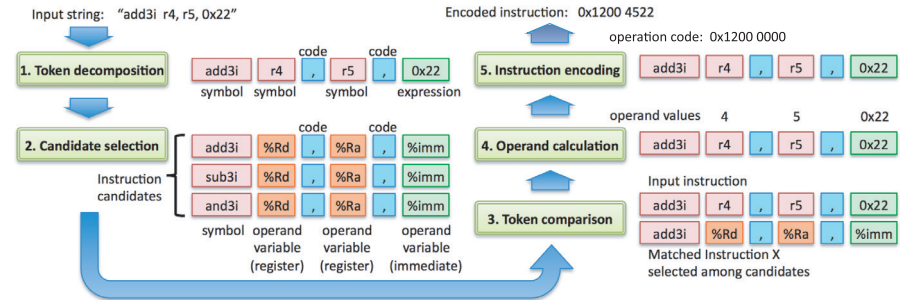 Input string: “add3i r4, r5, 0x22”
1. Token decomposition
code code
add3i r4 , r5 , 0x22
symbol symbol symbol expression
2. Candidate selection
Instruction
candidates
code code
add3i %Rd , %Ra , %imm
sub3i %Rd , %Ra , %imm
and3i %Rd , %Ra , %imm
symbol operand operand operand
variable variable variable
(register) (register) (immediate)
Encoded instruction: 0x1200 4522
operation code: 0x1200 0000
5. Instruction encoding
add3i r4 , r5 , 0x22
operand values 4 5 0x22
4. Operand calculation
add3i r4 , r5 , 0x22
Input instruction
3. Token comparison
add3i r4 , r5 , 0x22
add3i %Rd , %Ra , %imm
Matched Instruction X
selected among candidates